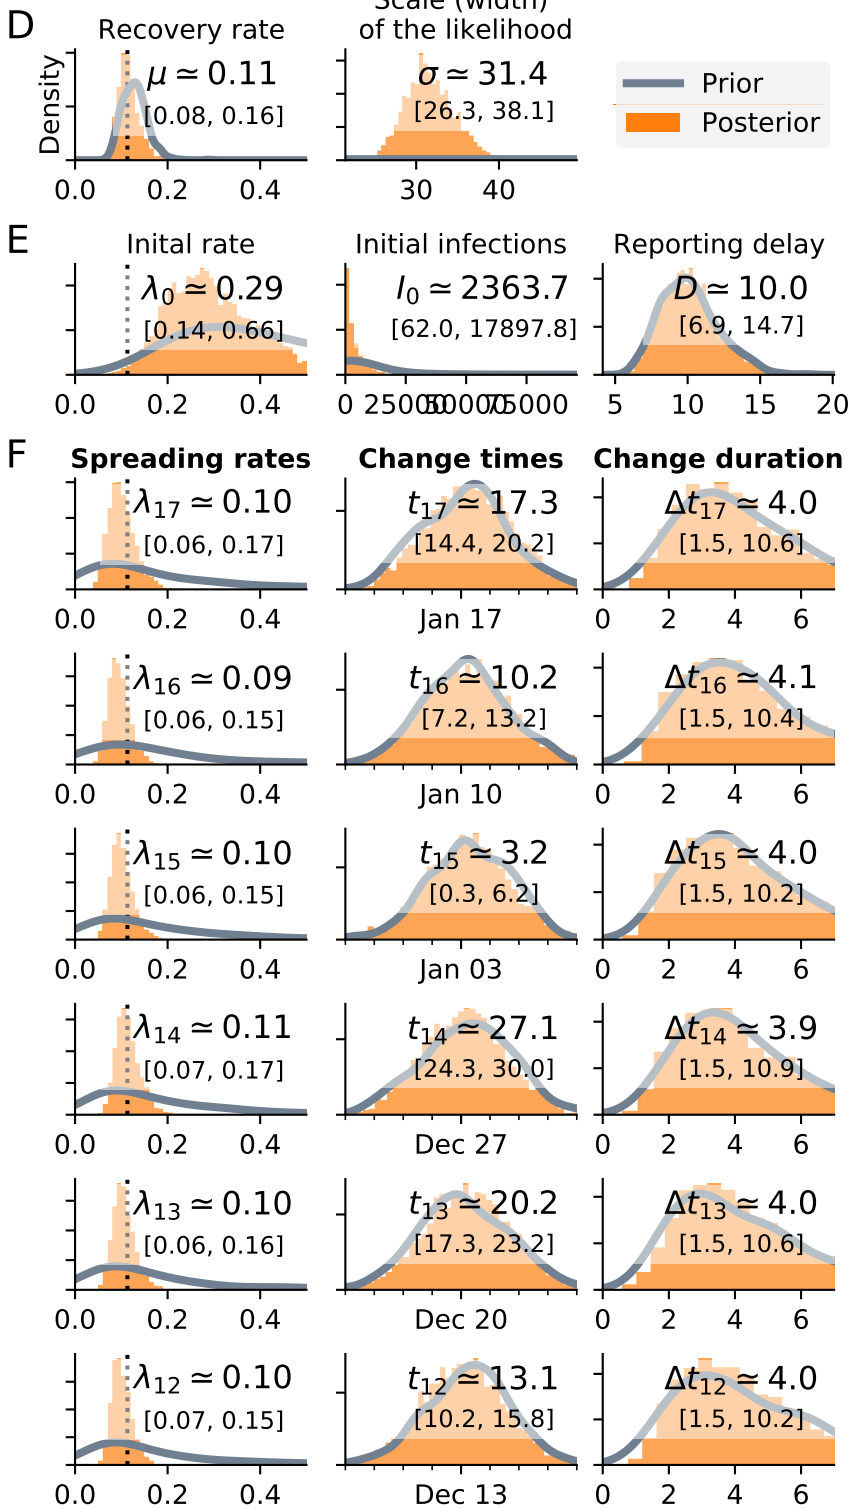 D
Recovery rate
Scale (width)
of the likelihood
Density
μ ≃ 0.11
[0.08, 0.16]
0.0 0.2 0.4
σ ≃ 31.4
[26.3, 38.1]
30 40
Prior
Posterior
E
Inital rate
λ0 ≃ 0.29
[0.14, 0.66]
0.0 0.2 0.4
Initial infections
I0 ≃ 2363.7
[62.0, 17897.8]
0 25000 50000 75000
Reporting delay
D ≃ 10.0
[6.9, 14.7]
5 10 15 20
F
Spreading rates Change times Change duration
λ17 ≃ 0.10
[0.06, 0.17]
0.0 0.2 0.4
t17 ≃ 17.3
[14.4, 20.2]
Jan 17
Δt17 ≃ 4.0
[1.5, 10.6]
0 2 4 6
λ16 ≃ 0.09
[0.06, 0.15]
0.0 0.2 0.4
t16 ≃ 10.2
[7.2, 13.2]
Jan 10
Δt16 ≃ 4.1
[1.5, 10.4]
0 2 4 6
λ15 ≃ 0.10
[0.06, 0.15]
0.0 0.2 0.4
t15 ≃ 3.2
[0.3, 6.2]
Jan 03
Δt15 ≃ 4.0
[1.5, 10.2]
0 2 4 6
λ14 ≃ 0.11
[0.07, 0.17]
0.0 0.2 0.4
t14 ≃ 27.1
[24.3, 30.0]
Dec 27
Δt14 ≃ 3.9
[1.5, 10.9]
0 2 4 6
λ13 ≃ 0.10
[0.06, 0.16]
0.0 0.2 0.4
t13 ≃ 20.2
[17.3, 23.2]
Dec 20
Δt13 ≃ 4.0
[1.5, 10.6]
0 2 4 6
λ12 ≃ 0.10
[0.07, 0.15]
0.0 0.2 0.4
t12 ≃ 13.1
[10.2, 15.8]
Dec 13
Δt12 ≃ 4.0
[1.5, 10.2]
0 2 4 6